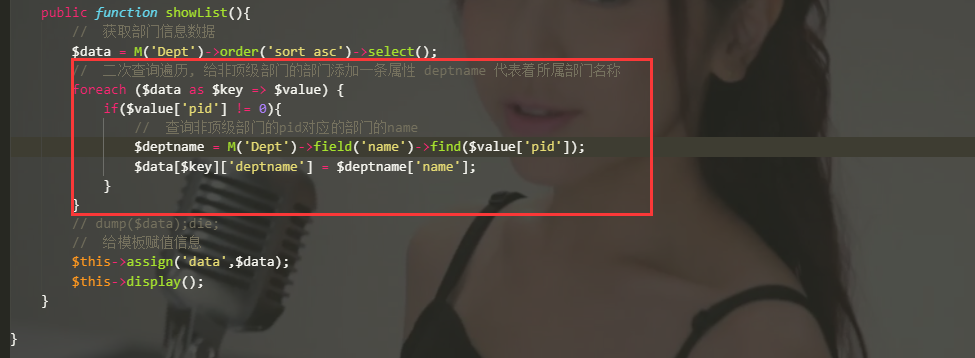 public function showList(){
//  获取部门信息数据
$data = M('Dept')->order('sort asc')->select();
//  二次查询遍历, 给非顶级部门的部门添加一条属性 deptname 代表着所属部门名称
foreach ($data as $key => $value) {
if($value['pid'] != 0){
//  查询非顶级部门的pid对应的部门的name
$deptname = M('Dept')->field('name')->find($value['pid']);
$data[$key]['deptname'] = $deptname['name'];
}
}
// dump($data);die;
//  给模板赋值信息
$this->assign('data',$data);
$this->display();
}
}